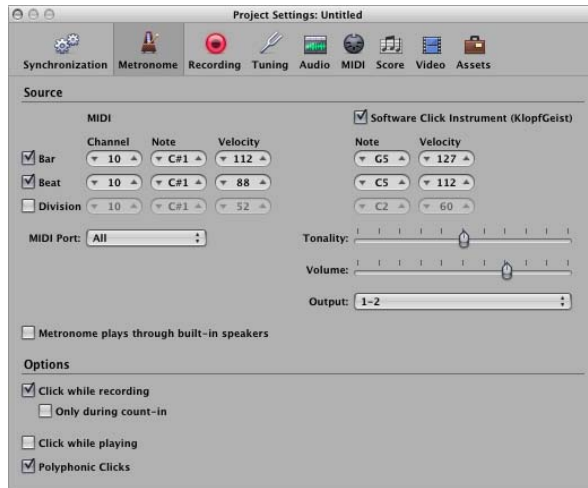 Project Settings: Untitled
Synchronization Metronome Recording Tuning Audio MIDI Score Video Assets
Source
MIDI Software Click Instrument (KlopfGeist)
Channel Note Velocity Note Velocity
Bar 10 C#1 112 G5 127
Beat 10 C#1 88 C5 112
Division 10 C#1 52 C2 60
MIDI Port: All Tonality:
Volume:
Output: 1-2
Metronome plays through built-in speakers
Options
Click while recording
Only during count-in
Click while playing
Polyphonic Clicks